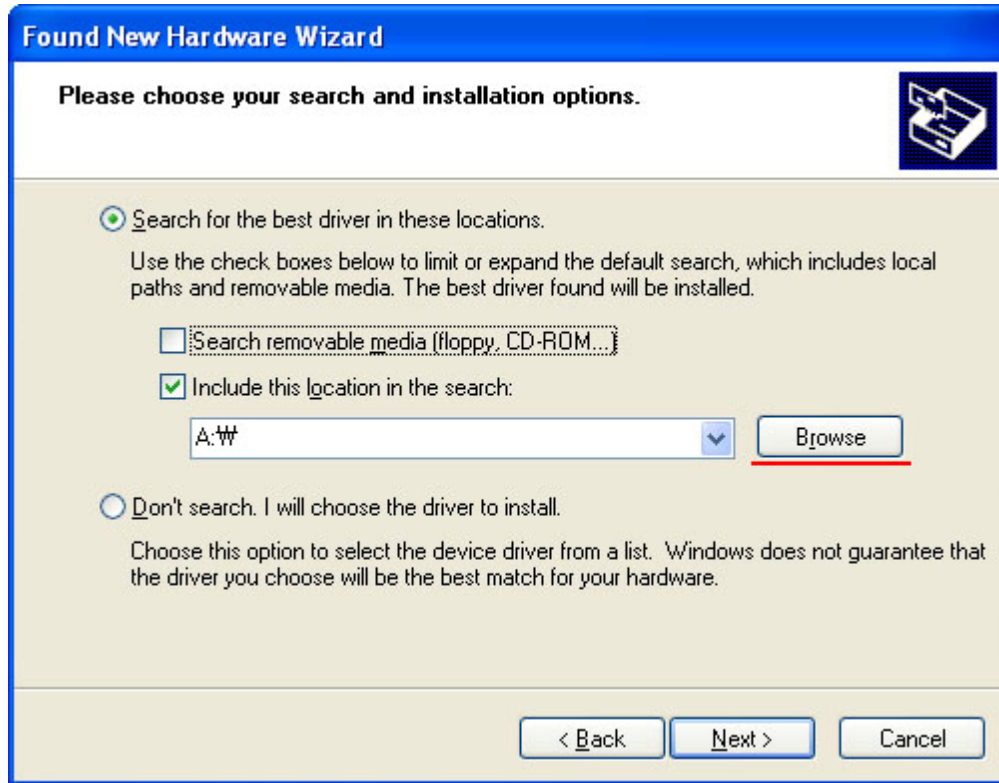 Found New Hardware Wizard
Please choose your search and installation options.
Search for the best driver in these locations.
Use the check boxes below to limit or expand the default search, which includes local
paths and removable media. The best driver found will be installed.
Search removable media (floppy, CD-ROM...)
Include this location in the search:
A:₩
Browse
Don't search. I will choose the driver to install.
Choose this option to select the device driver from a list.  Windows does not guarantee that
the driver you choose will be the best match for your hardware.
< Back
Next >
Cancel